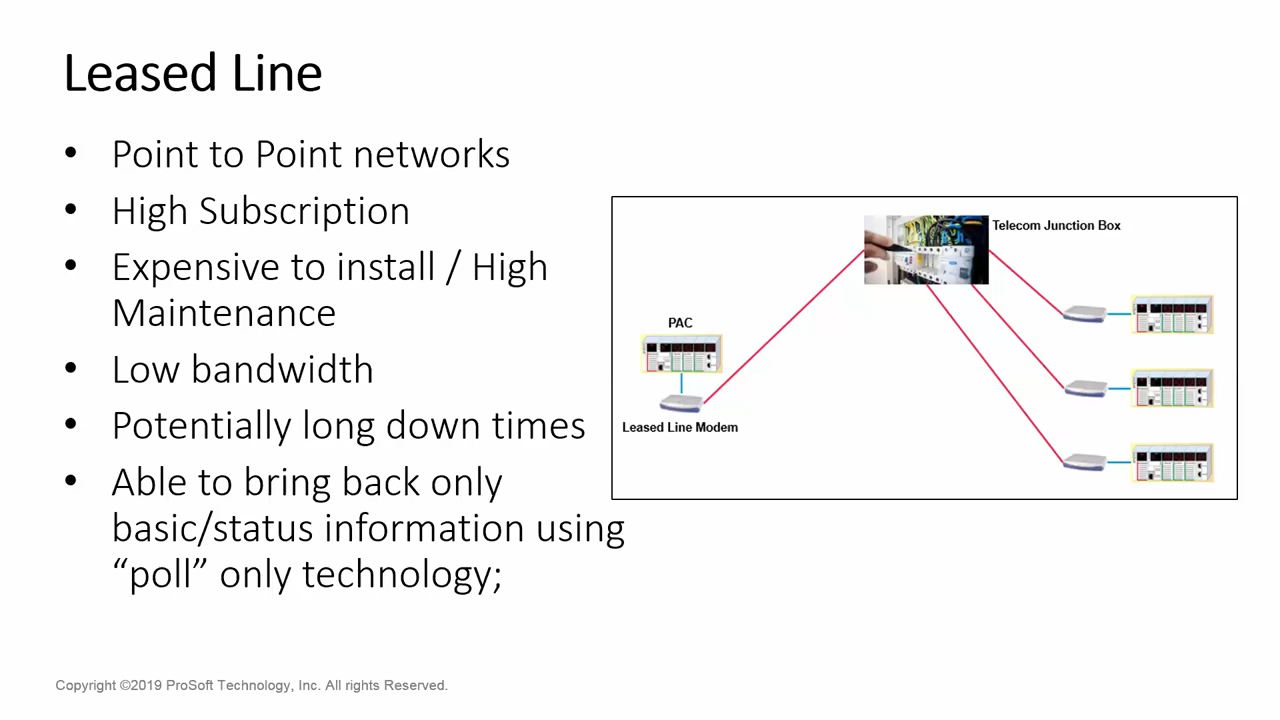 Leased Line
• Point to Point networks
• High Subscription
• Expensive to install / High
Maintenance
• Low bandwidth
• Potentially long down times
• Able to bring back only
basic/status information using
“poll” only technology;
Telecom Junction Box
PAC
Leased Line Modem
Copyright ©2019 ProSoft Technology, Inc. All rights Reserved.